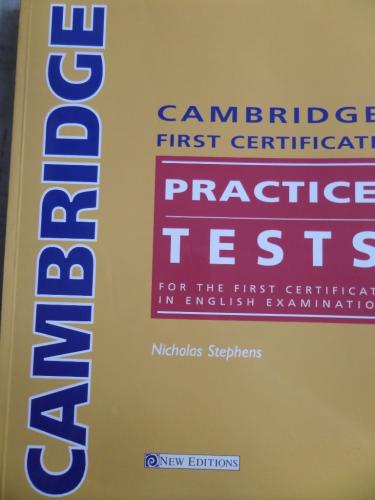 CAMBRIDGE
CAMBRIDGE
FIRST CERTIFICAT
PRACTICE
TESTS
FOR THE FIRST CERTIFICAT
IN ENGLISH EXAMINATIO
Nicholas Stephens
NEW EDITIONS